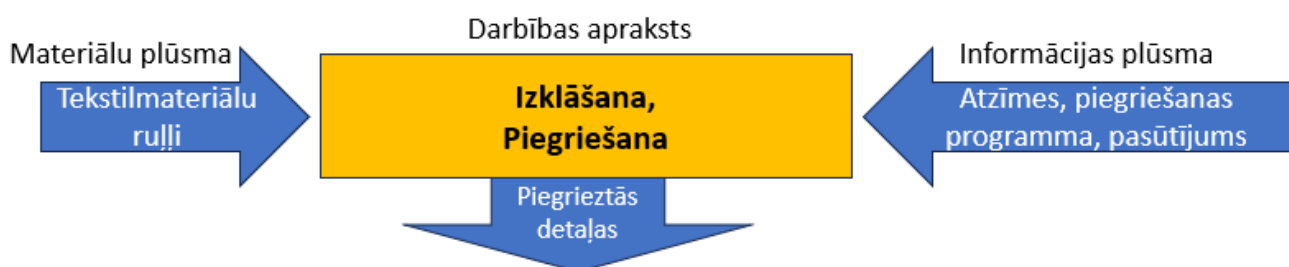 Darbības apraksts
Materiālu plūsma
Informācijas plūsma
Tekstilmateriālu
ruļļi
Izklāšana,
Piegriešana
Atzīmes, piegriešanas
programma, pasūtījums
Piegrieztās
detaļas